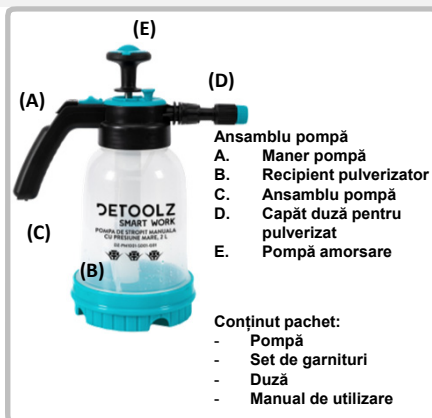 (E)
(D)
(A)
Ansamblu pompă
A. Maner pompă
B. Recipient pulverizator
C. Ansamblu pompă
D. Capăt duză pentru
pulverizat
E. Pompă amorsare
(C)
DETOOLZ
SMART WORK
POMPA DE STROPIT MANUALA
CU PRESIUNE MARE, 2 L
(B)
Conținut pachet:
- Pompă
- Set de garnituri
- Duză
- Manual de utilizare